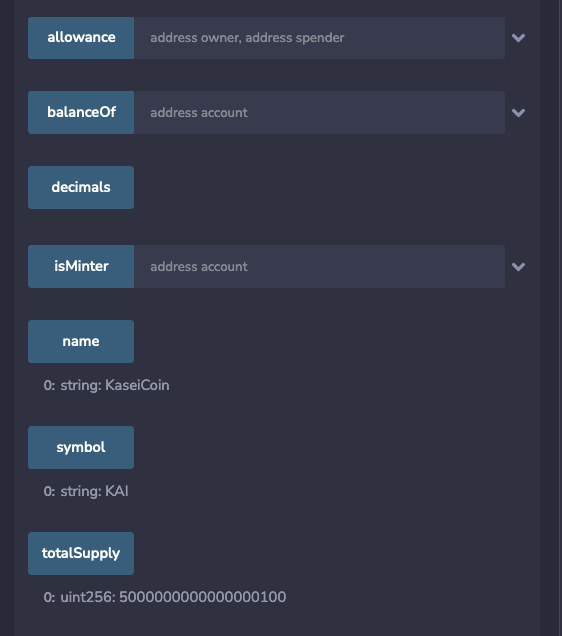 allowance address owner, address spender
balanceOf address account
decimals
isMinter address account
name
0: string: KaseiCoin
symbol
0: string: KAI
totalSupply
0: uint256: 5000000000000000100